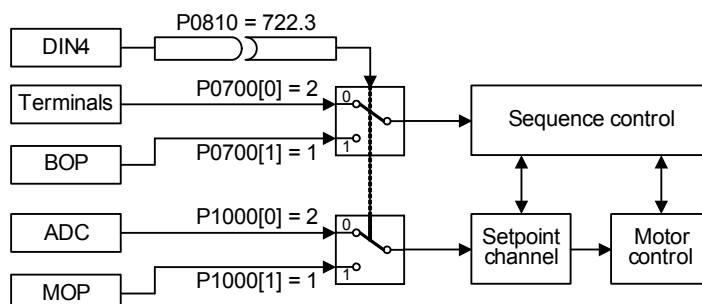 P0810 = 722.3
DIN4
Terminals
P0700[0] = 2
0
Sequence control
BOP
P0700[1] = 1
1
ADC
P1000[0] = 2
0
Setpoint
channel
Motor
control
MOP
P1000[1] = 1
1